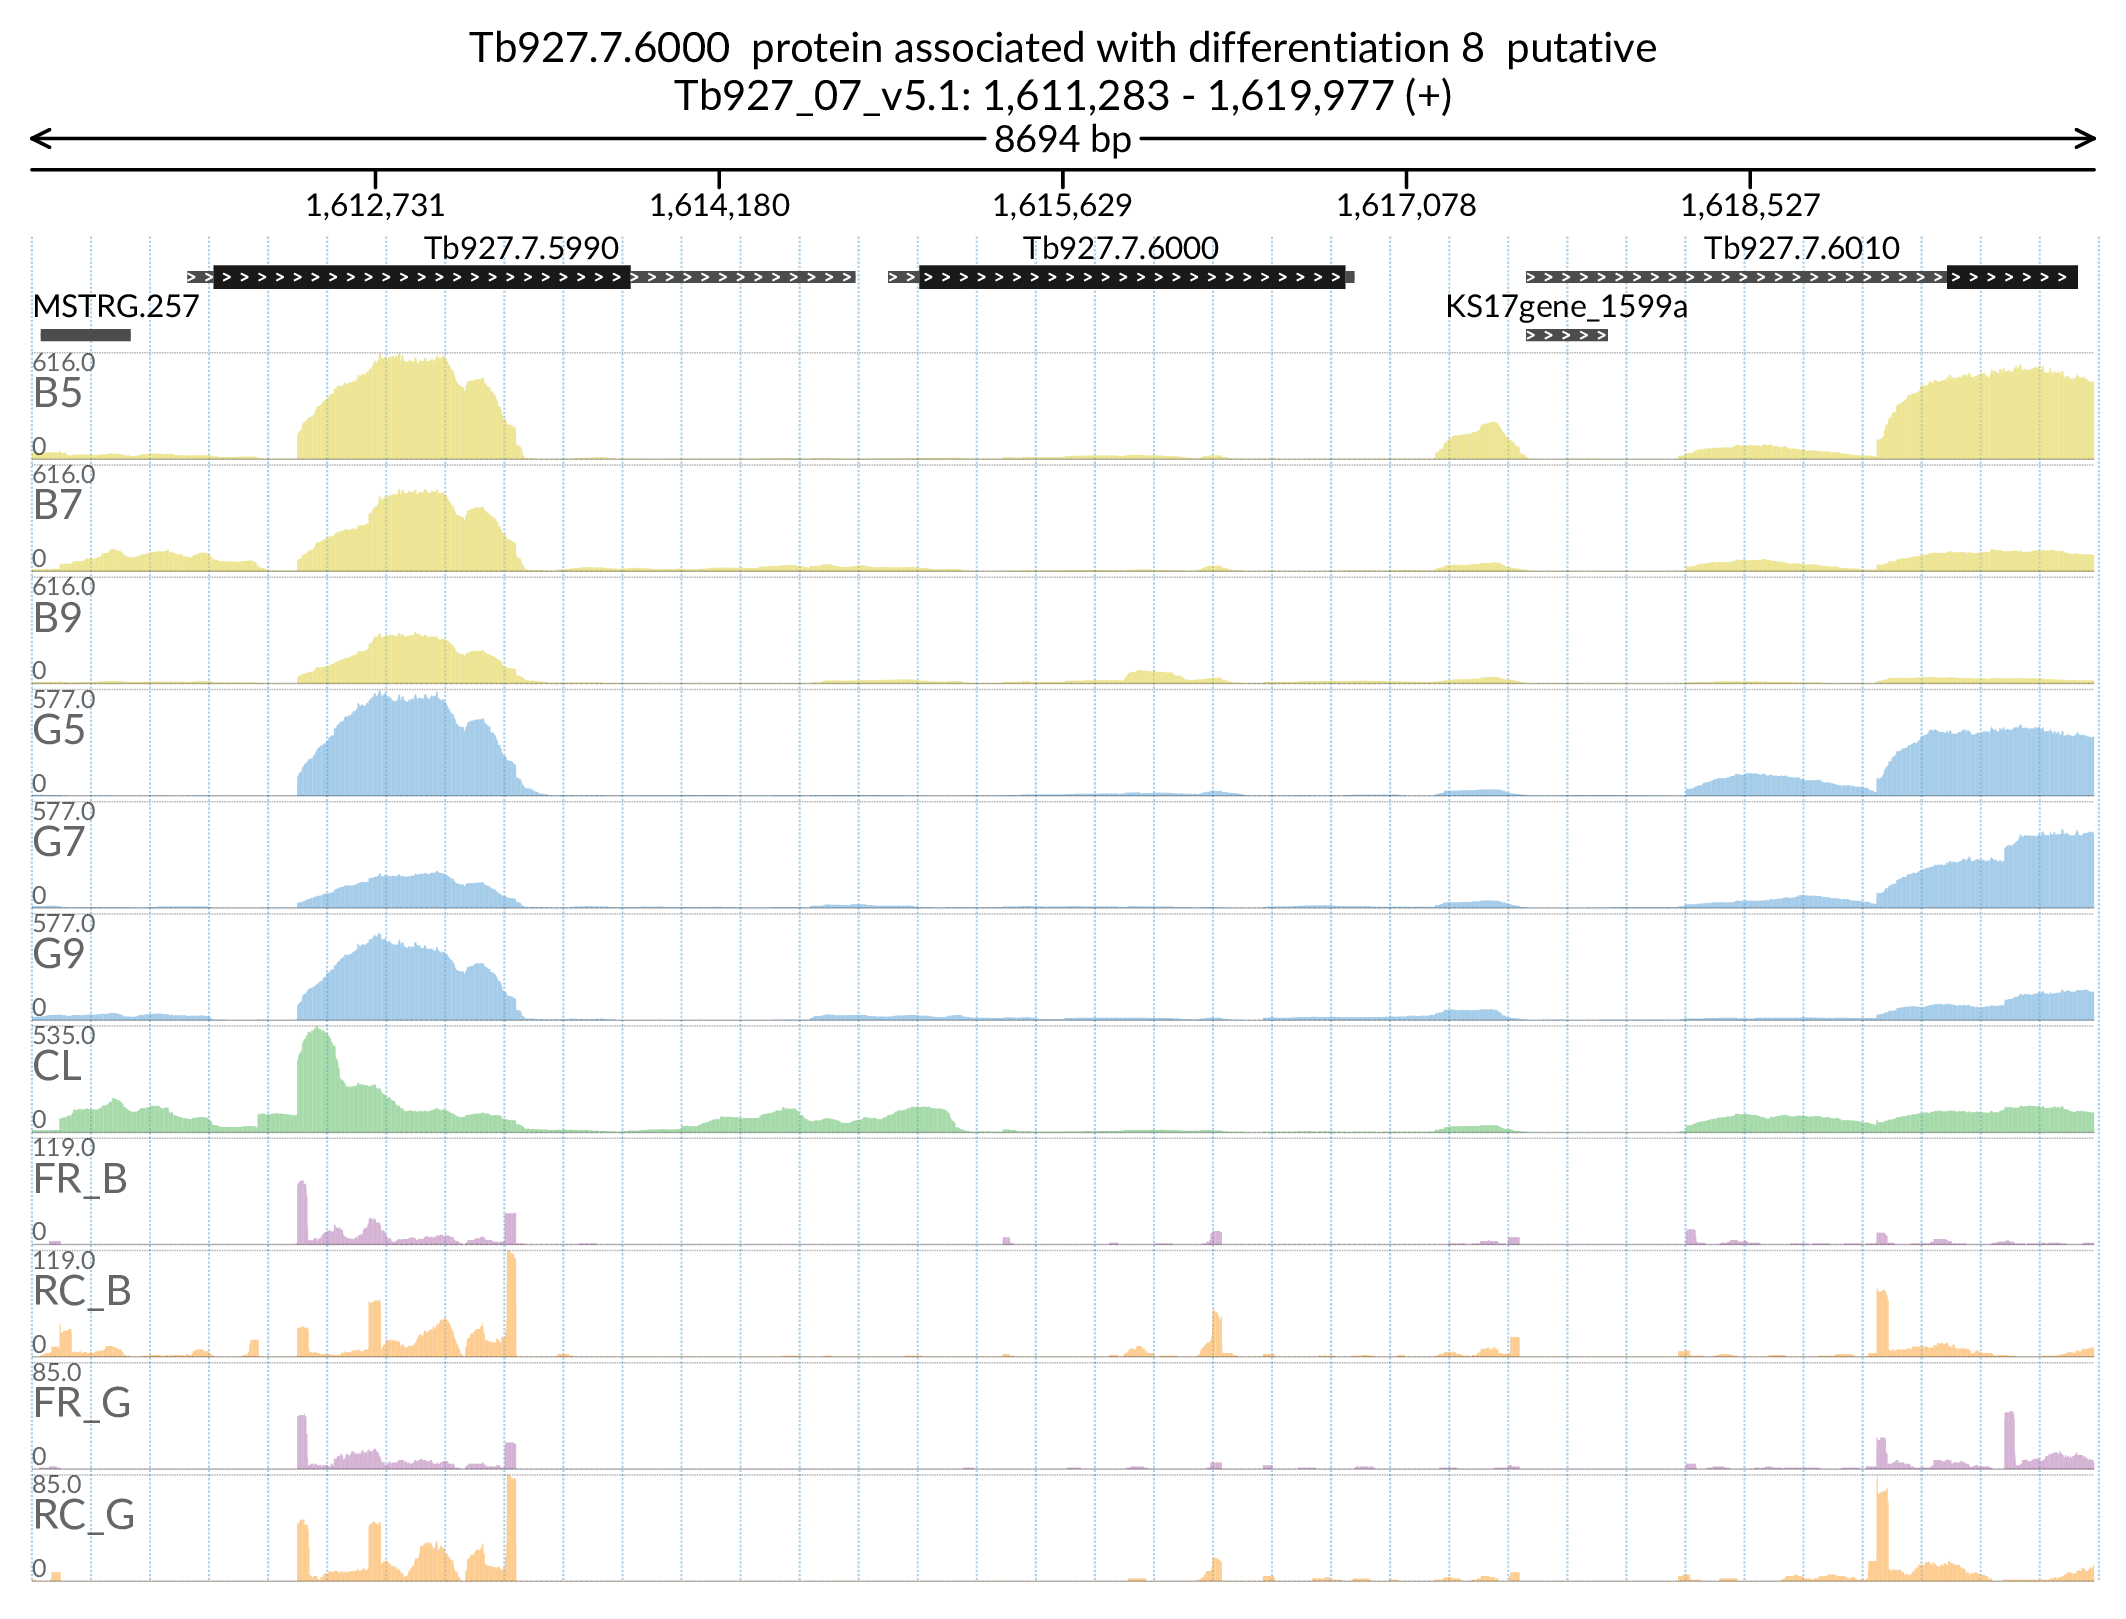 Tb927.7.6000  protein associated with differentiation 8  putative
Tb927_07_v5.1: 1,611,283 - 1,619,977 (+)
8694 bp
1,612,731 1,614,180 1,615,629 1,617,078 1,618,527
Tb927.7.5990 Tb927.7.6000 Tb927.7.6010
MSTRG.257 KS17gene_1599a
616.0
B5
0
616.0
B7
0
616.0
B9
0
577.0
G5
0
577.0
G7
0
577.0
G9
0
535.0
CL
0
119.0
FR_B
0
119.0
RC_B
0
85.0
FR_G
0
85.0
RC_G
0